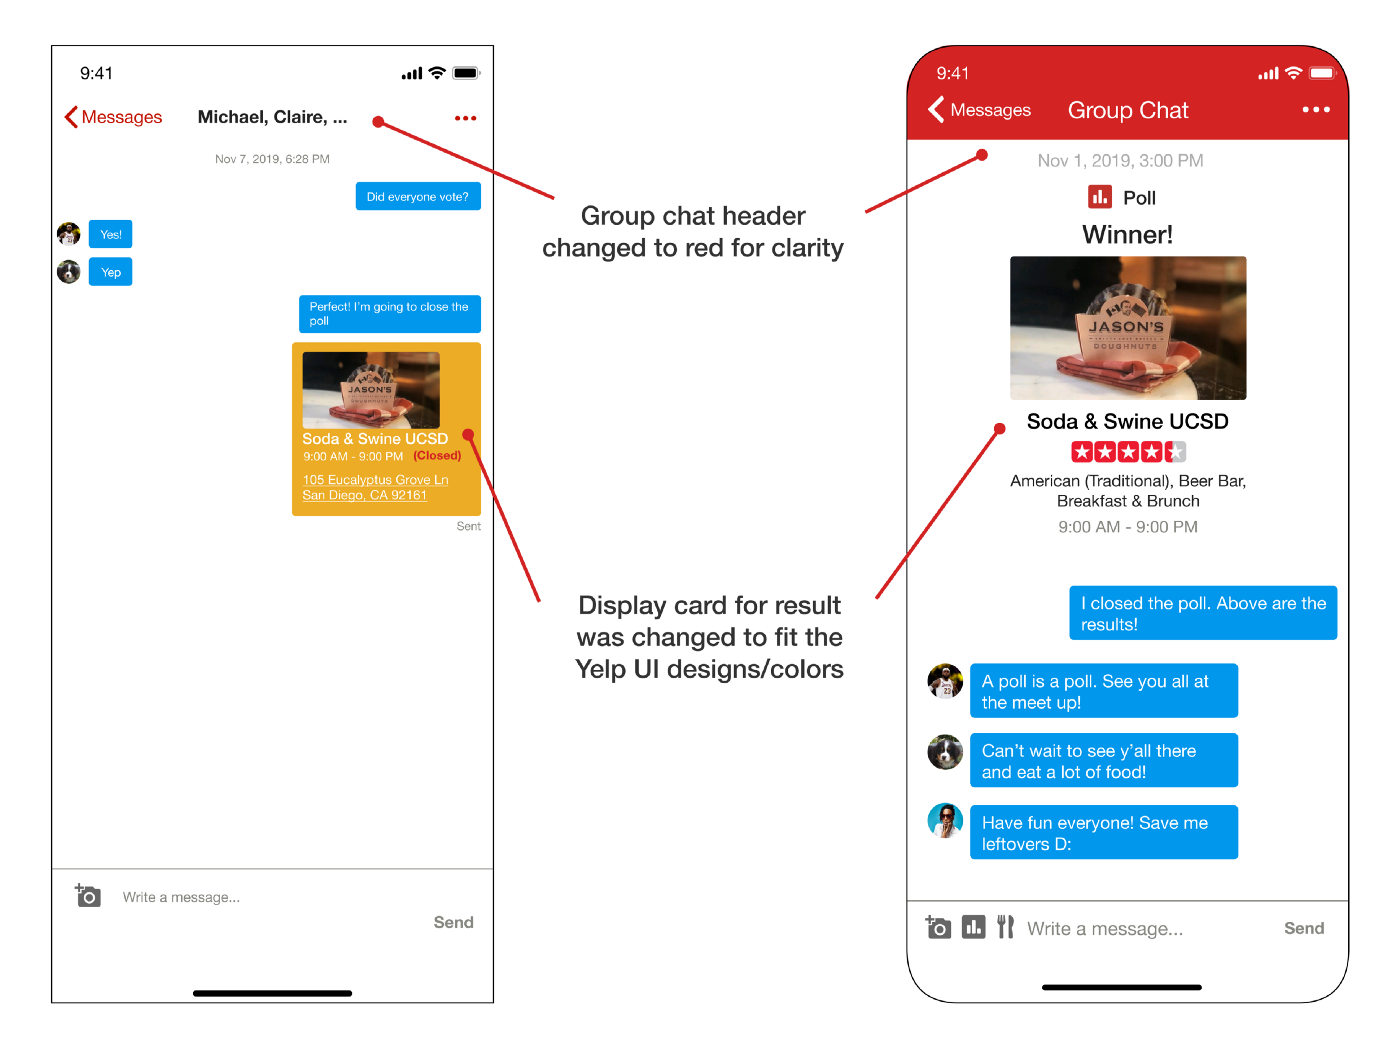 9:41
Messages
Michael, Claire, ...
Nov 7, 2019, 6:28 PM
Did everyone vote?
Yes!
Yep
Perfect! I'm going to close the
poll
JASON'S
DOUGHNUTS
Soda & Swine UCSD
9:00 AM - 9:00 PM (Closed)
105 Eucalyptus Grove Ln
San Diego, CA 92161
Sent
Write a message...
Send
Group chat header
changed to red for clarity
Display card for result
was changed to fit the
Yelp UI designs/colors
9:41
Messages
Group Chat
Nov 1, 2019, 3:00 PM
Poll
Winner!
JASON'S
DOUGHNUTS
Soda & Swine UCSD
American (Traditional), Beer Bar,
Breakfast & Brunch
9:00 AM - 9:00 PM
I closed the poll. Above are the
results!
A poll is a poll. See you all at
the meet up!
Can't wait to see y'all there
and eat a lot of food!
Have fun everyone! Save me
leftovers D:
Write a message...
Send